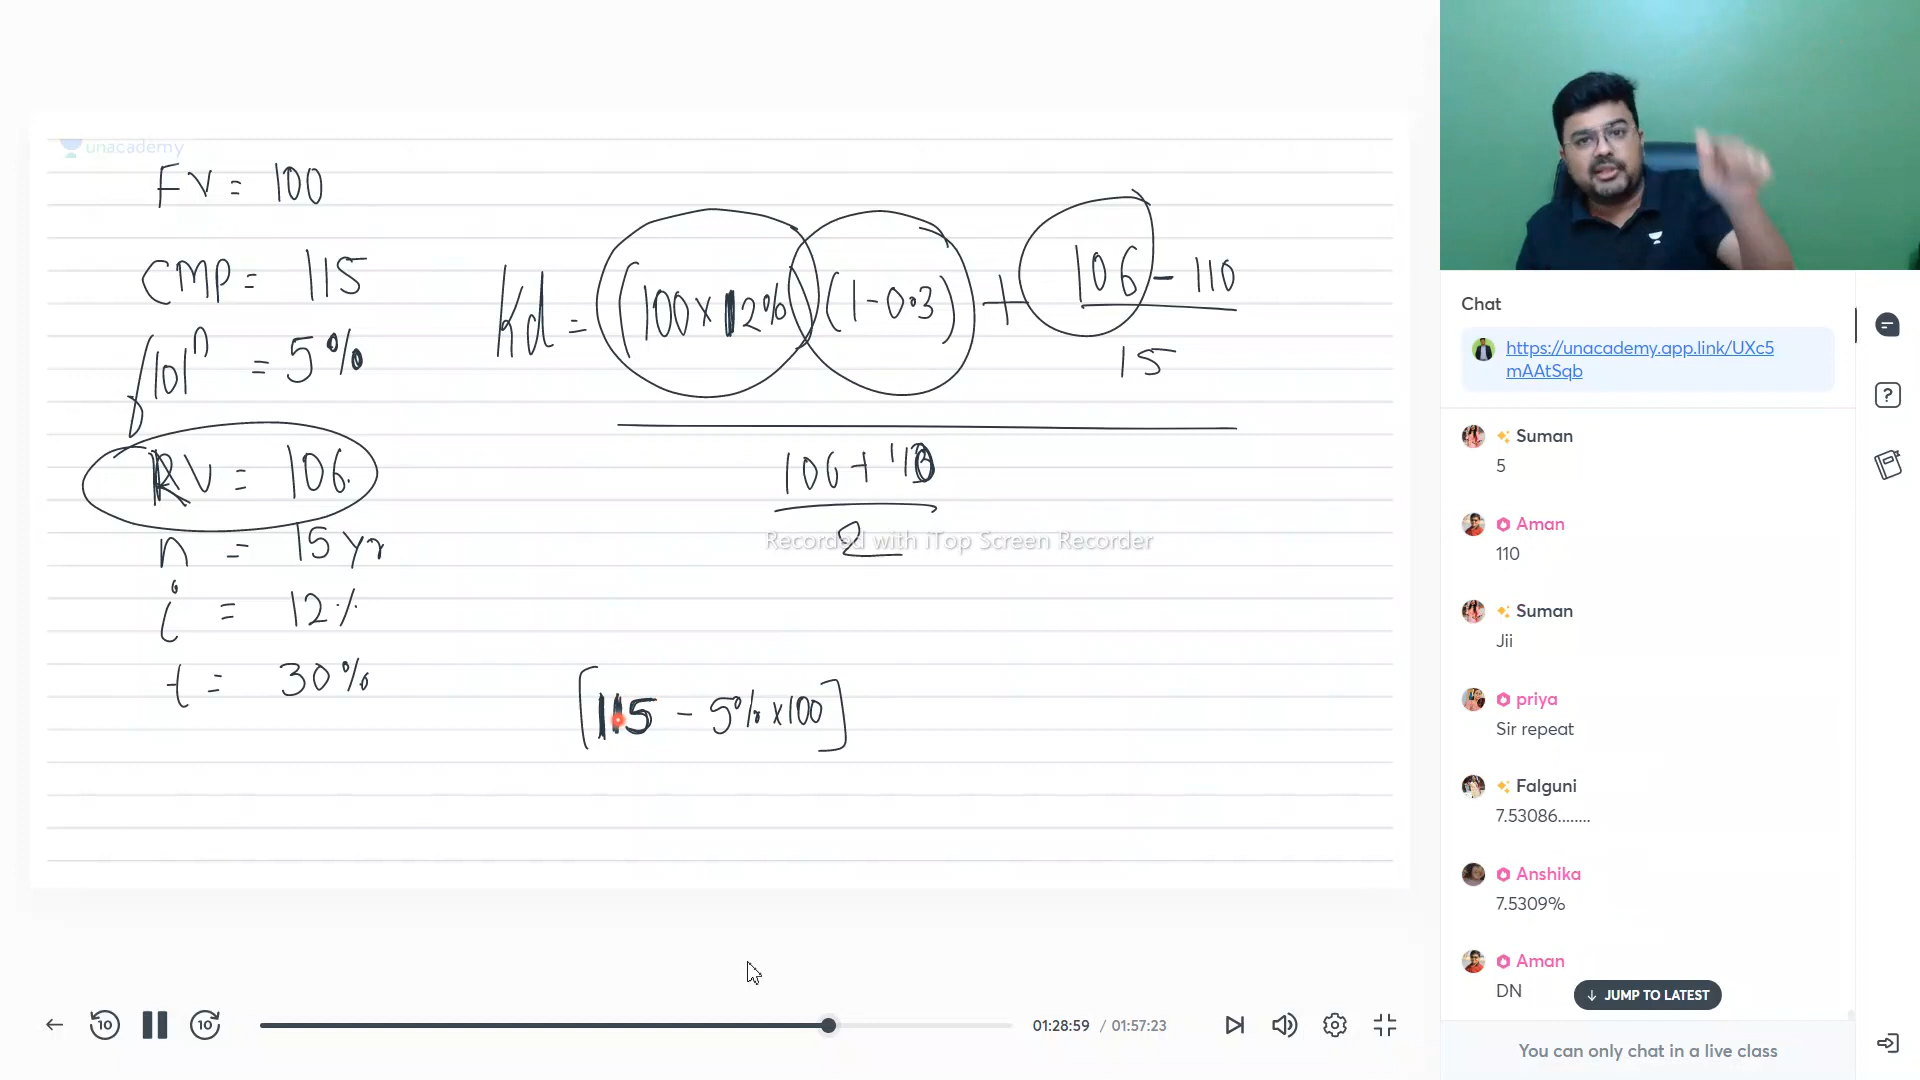 unacademy
FV = 100
CMP = 115
flotⁿ = 5%
RV = 106
n = 15 yr
i = 12%
t = 30%
Kd = (100 × 12%) (1 - 0.3) + 106 - 110
15
106 + 110
2
[115 - 5% × 100]
Recorded with iTop Screen Recorder
10
10
01:28:59 / 01:57:23
Chat
https://unacademy.app.link/UXc5
mAAtSqb
Suman
5
Aman
110
Suman
Jii
priya
Sir repeat
Falguni
7.53086........
Anshika
7.5309%
Aman
DN
↓ JUMP TO LATEST
You can only chat in a live class